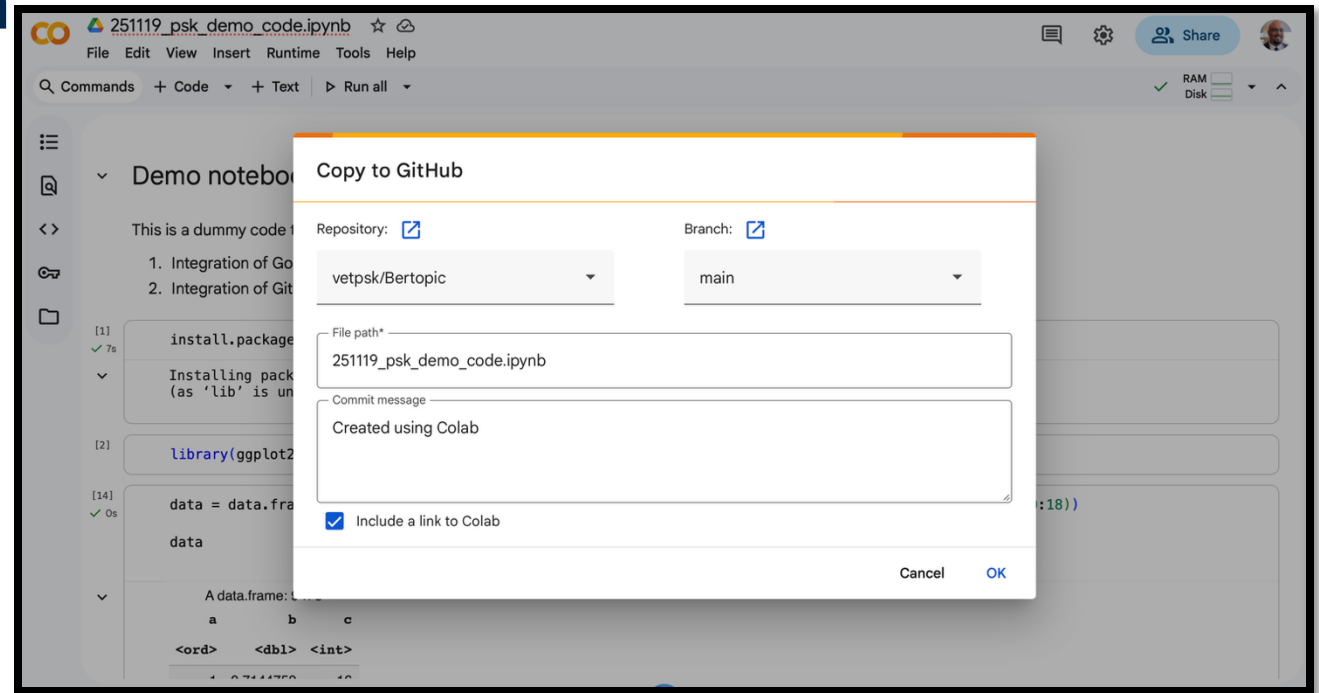 251119_psk_demo_code.ipynb
File Edit View Insert Runtime Tools Help
Share
Commands + Code + Text Run all
RAM
Disk
Copy to GitHub
Demo
This is a dummy code
1. Integration of
2. Integration of
Repository:
Branch:
vetpsk/Bertopic
main
File path*
251119_psk_demo_code.ipynb
Commit message
Created using Colab
Include a link to Colab
Cancel
OK
[1]
7s
install.package
Installing pack
(as ‘lib’ is un
[2]
library(ggplot2
[14]
0s
data = data.fra :18))
data
A data.frame:
a b c
<ord> <dbl> <int>